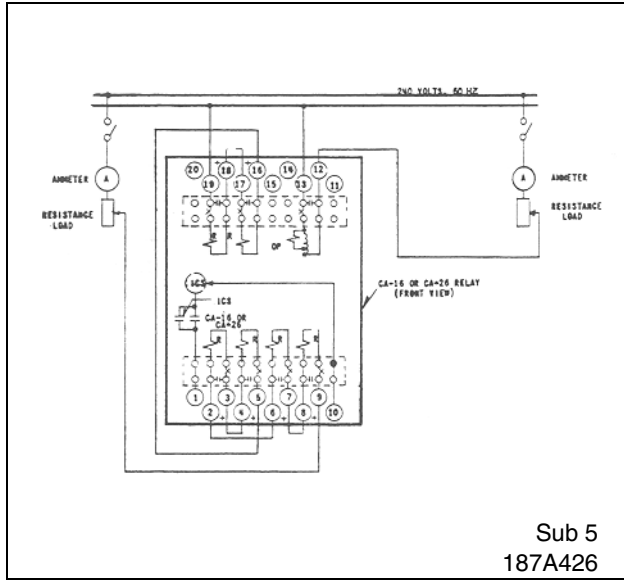 240 VOLTS, 60 HZ
AMMETER
A
RESISTANCE
LOAD
A
AMMETER
RESISTANCE
LOAD
20
+
18
+
16
14
12
19
17
15
13
11
R
R
OP
ICS
ICS
CA-16 OR
CA-26
CA-16 OR CA-26 RELAY
(FRONT VIEW)
R
R
R
R
1
3
5
7
9
2
+
4
+
6
+
8
+
10
Sub 5
187A426